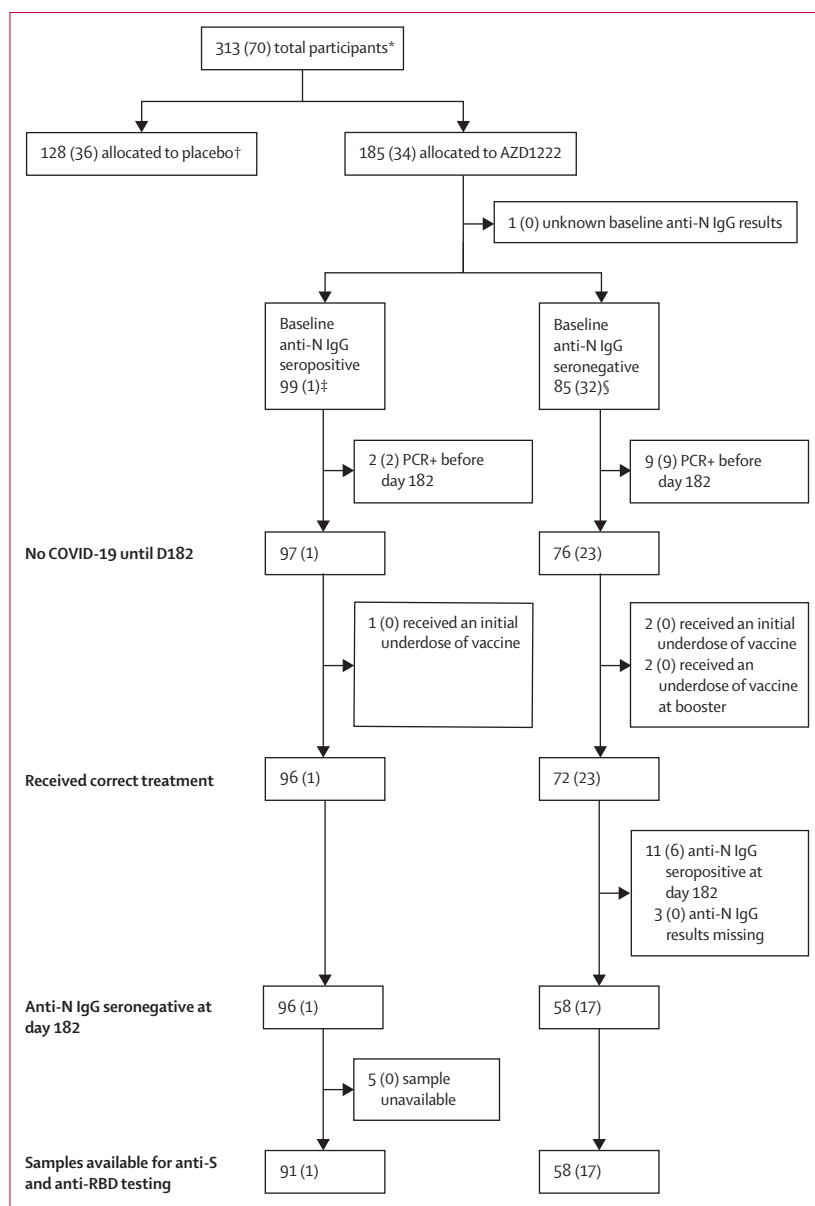 313 (70) total participants*
128 (36) allocated to placebo†
185 (34) allocated to AZD1222
1 (0) unknown baseline anti-N IgG results
Baseline
anti-N IgG
seropositive
99 (1)‡
Baseline
anti-N IgG
seronegative
85 (32)§
2 (2) PCR+ before
day 182
9 (9) PCR+ before
day 182
No COVID-19 until D182
97 (1)
76 (23)
1 (0) received an initial
underdose of vaccine
2 (0) received an initial
underdose of vaccine
2 (0) received an
underdose of vaccine
at booster
Received correct treatment
96 (1)
72 (23)
11 (6) anti-N IgG
seropositive at
day 182
3 (0) anti-N IgG
results missing
Anti-N IgG seronegative at
day 182
96 (1)
58 (17)
5 (0) sample
unavailable
Samples available for anti-S
and anti-RBD testing
91 (1)
58 (17)